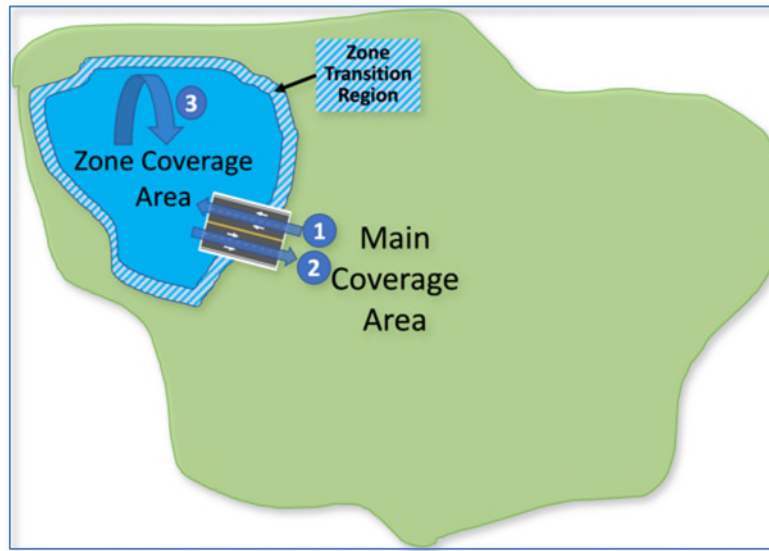 Zone
Transition
Region
3
Zone Coverage
Area
1
2
Main
Coverage
Area